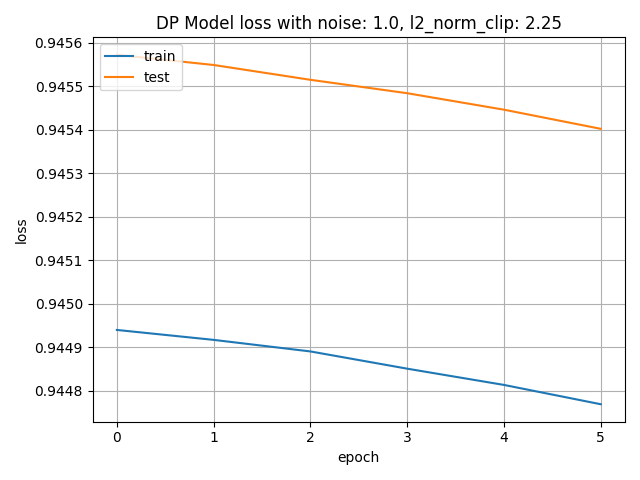 DP Model loss with noise: 1.0, l2_norm_clip: 2.25
train
test
0.9456
0.9455
0.9454
0.9453
0.9452
0.9451
0.9450
0.9449
0.9448
loss
0 1 2 3 4 5
epoch